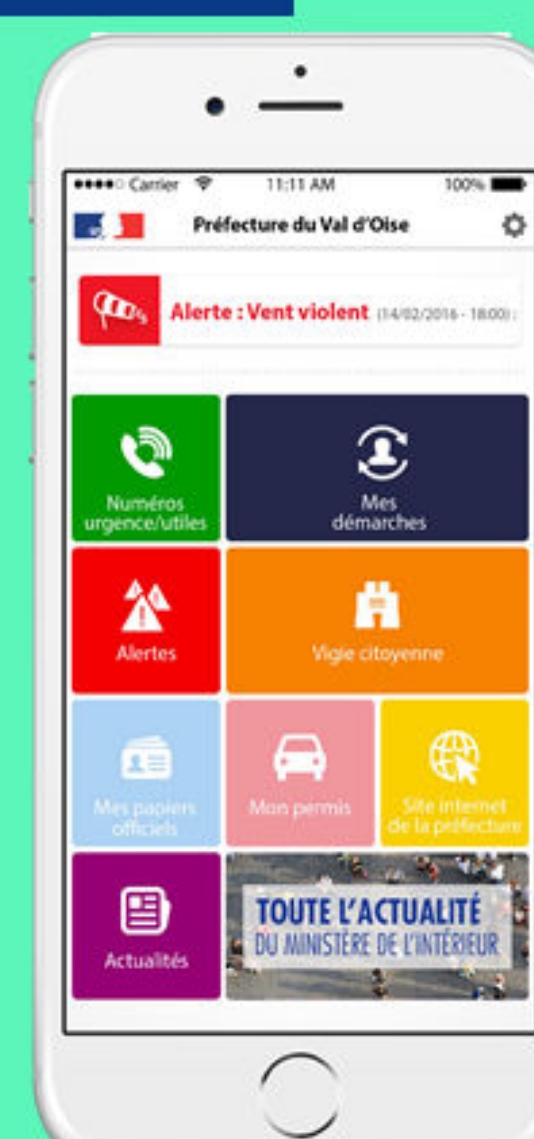 Carrier 11:11 AM 100%
Préfecture du Val d'Oise
Alerte : Vent violent (14/02/2016 - 18:00) :
Numéros
urgence/utiles
Mes
démarches
Alertes
Vigie citoyenne
Mes papiers
officiels
Mon permis
Site internet
de la préfecture
Actualités
TOUTE L'ACTUALITÉ
DU MINISTÈRE DE L'INTÉRIEUR